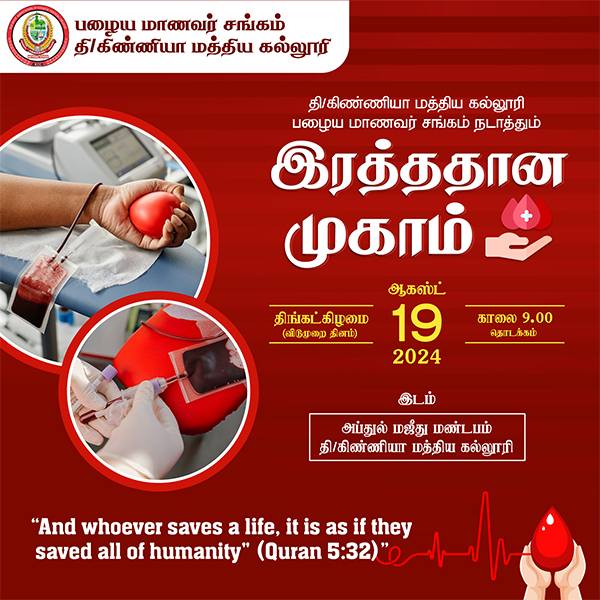 பழைய மாணவர் சங்கம்
தி/கிண்ணியா மத்திய கல்லூரி
தி/கிண்ணியா மத்திய கல்லூரி
பழைய மாணவர் சங்கம் நடாத்தும்
இரத்ததான
முகாம்
ஆகஸ்ட்
திங்கட்கிழமை
(விடுமுறை தினம்)
19
2024
காலை 9.00
தொடக்கம்
இடம்
அப்துல் மஜீது மண்டபம்
தி/கிண்ணியா மத்திய கல்லூரி
“And whoever saves a life, it is as if they
saved all of humanity" (Quran 5:32)”